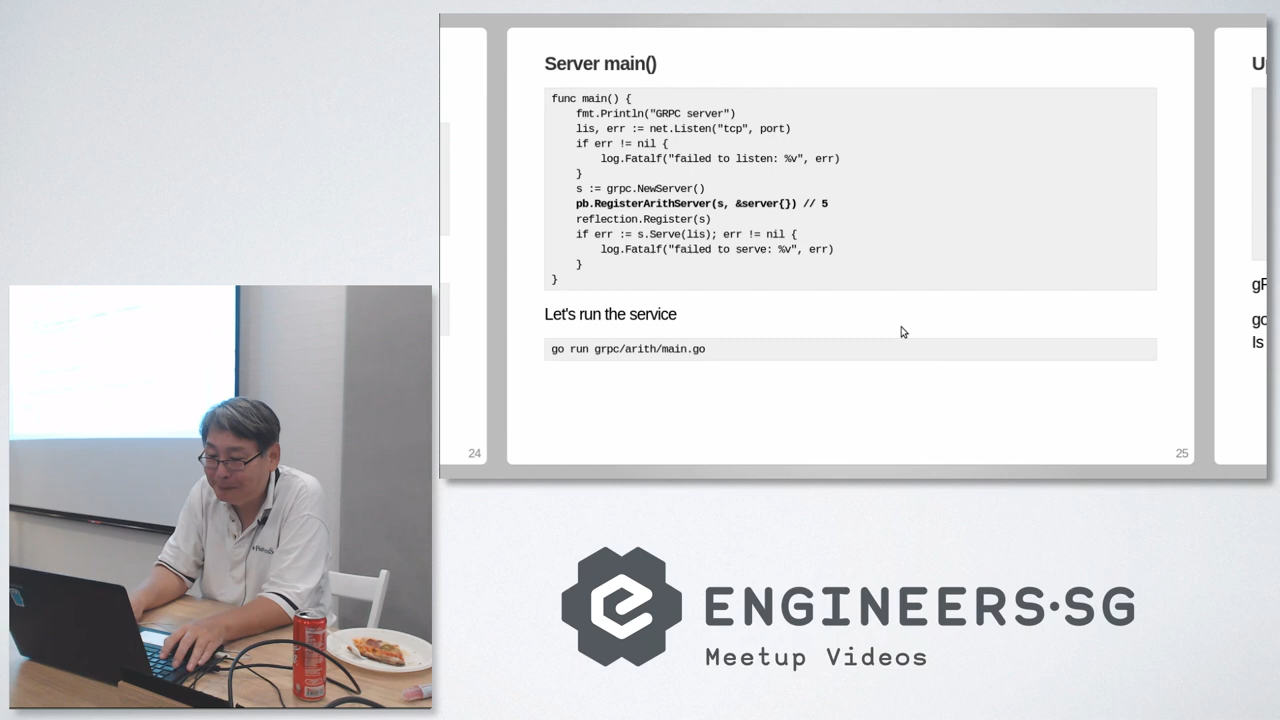 Server main()
func main() {
    fmt.Println("GRPC server")
    lis, err := net.Listen("tcp", port)
    if err != nil {
        log.Fatalf("failed to listen: %v", err)
    }
    s := grpc.NewServer()
    pb.RegisterArithServer(s, &server{}) // 5
    reflection.Register(s)
    if err := s.Serve(lis); err != nil {
        log.Fatalf("failed to serve: %v", err)
    }
}
Let's run the service
go run grpc/arith/main.go
24
25
ENGINEERS·SG
Meetup Videos